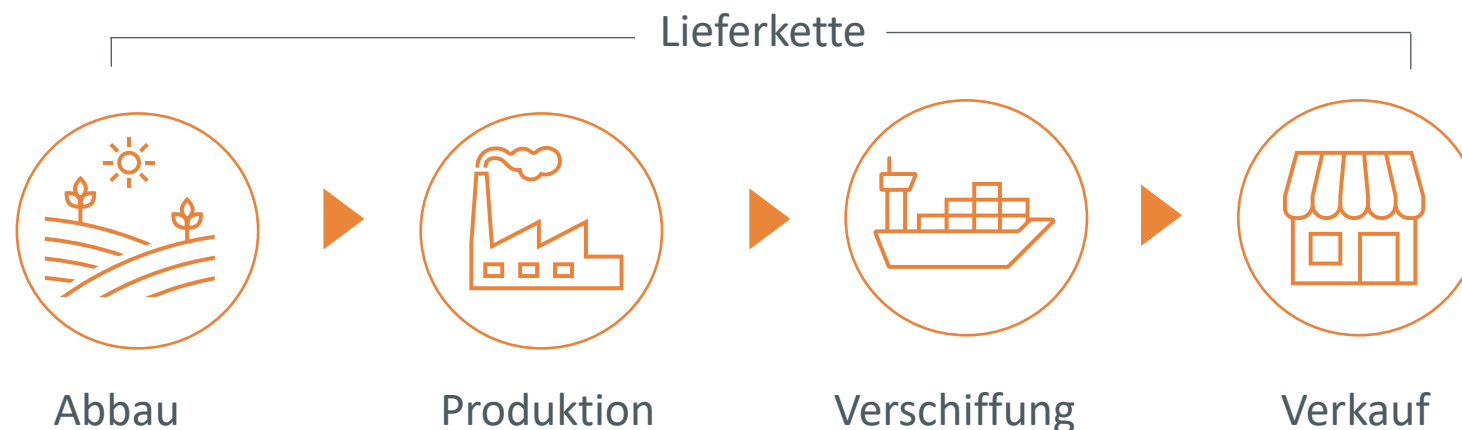 Lieferkette
Abbau
Produktion
Verschiffung
Verkauf